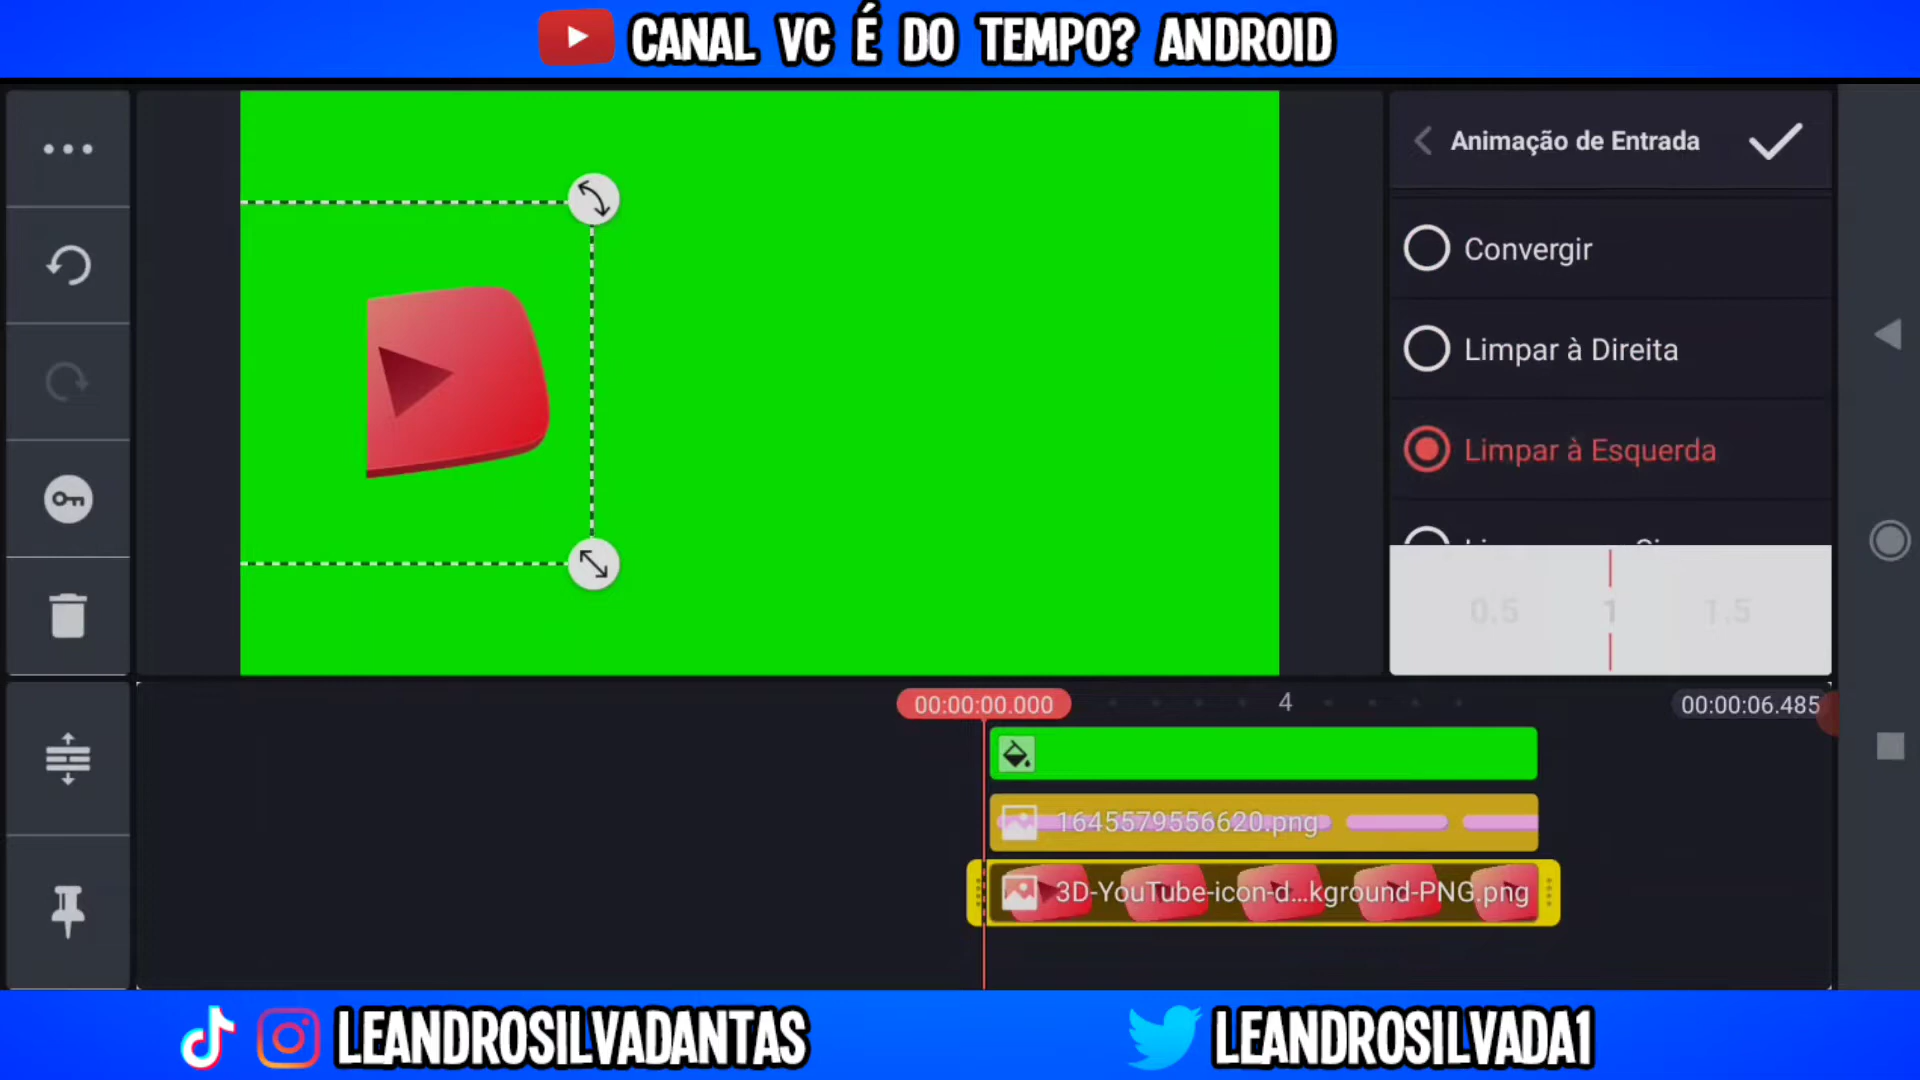 CANAL VC É DO TEMPO? ANDROID
Animação de Entrada
Convergir
Limpar à Direita
Limpar à Esquerda
0.5 1 1.5
00:00:00.000 4 00:00:06.485
1645579556620.png
3D-YouTube-icon-d...kground-PNG.png
LEANDROSILVADANTAS LEANDROSILVADA1